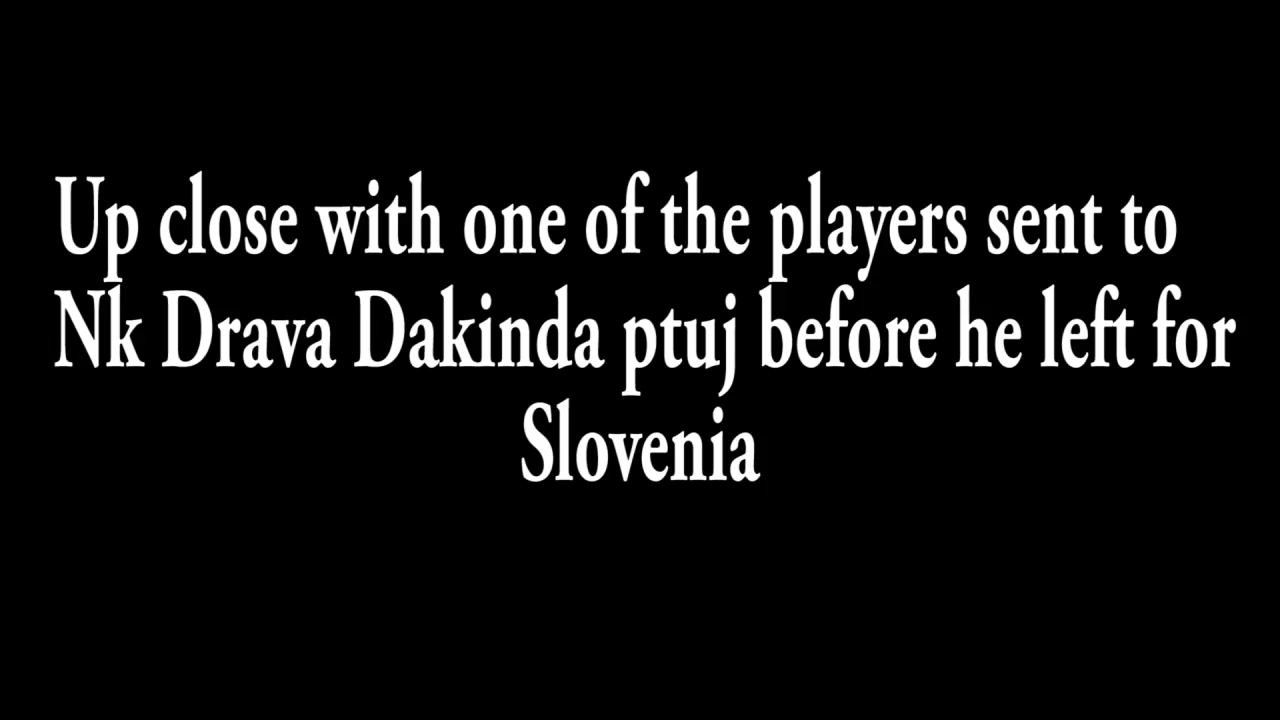 Up close with one of the players sent to
Nk Drava Dakinda ptuj before he left for
Slovenia